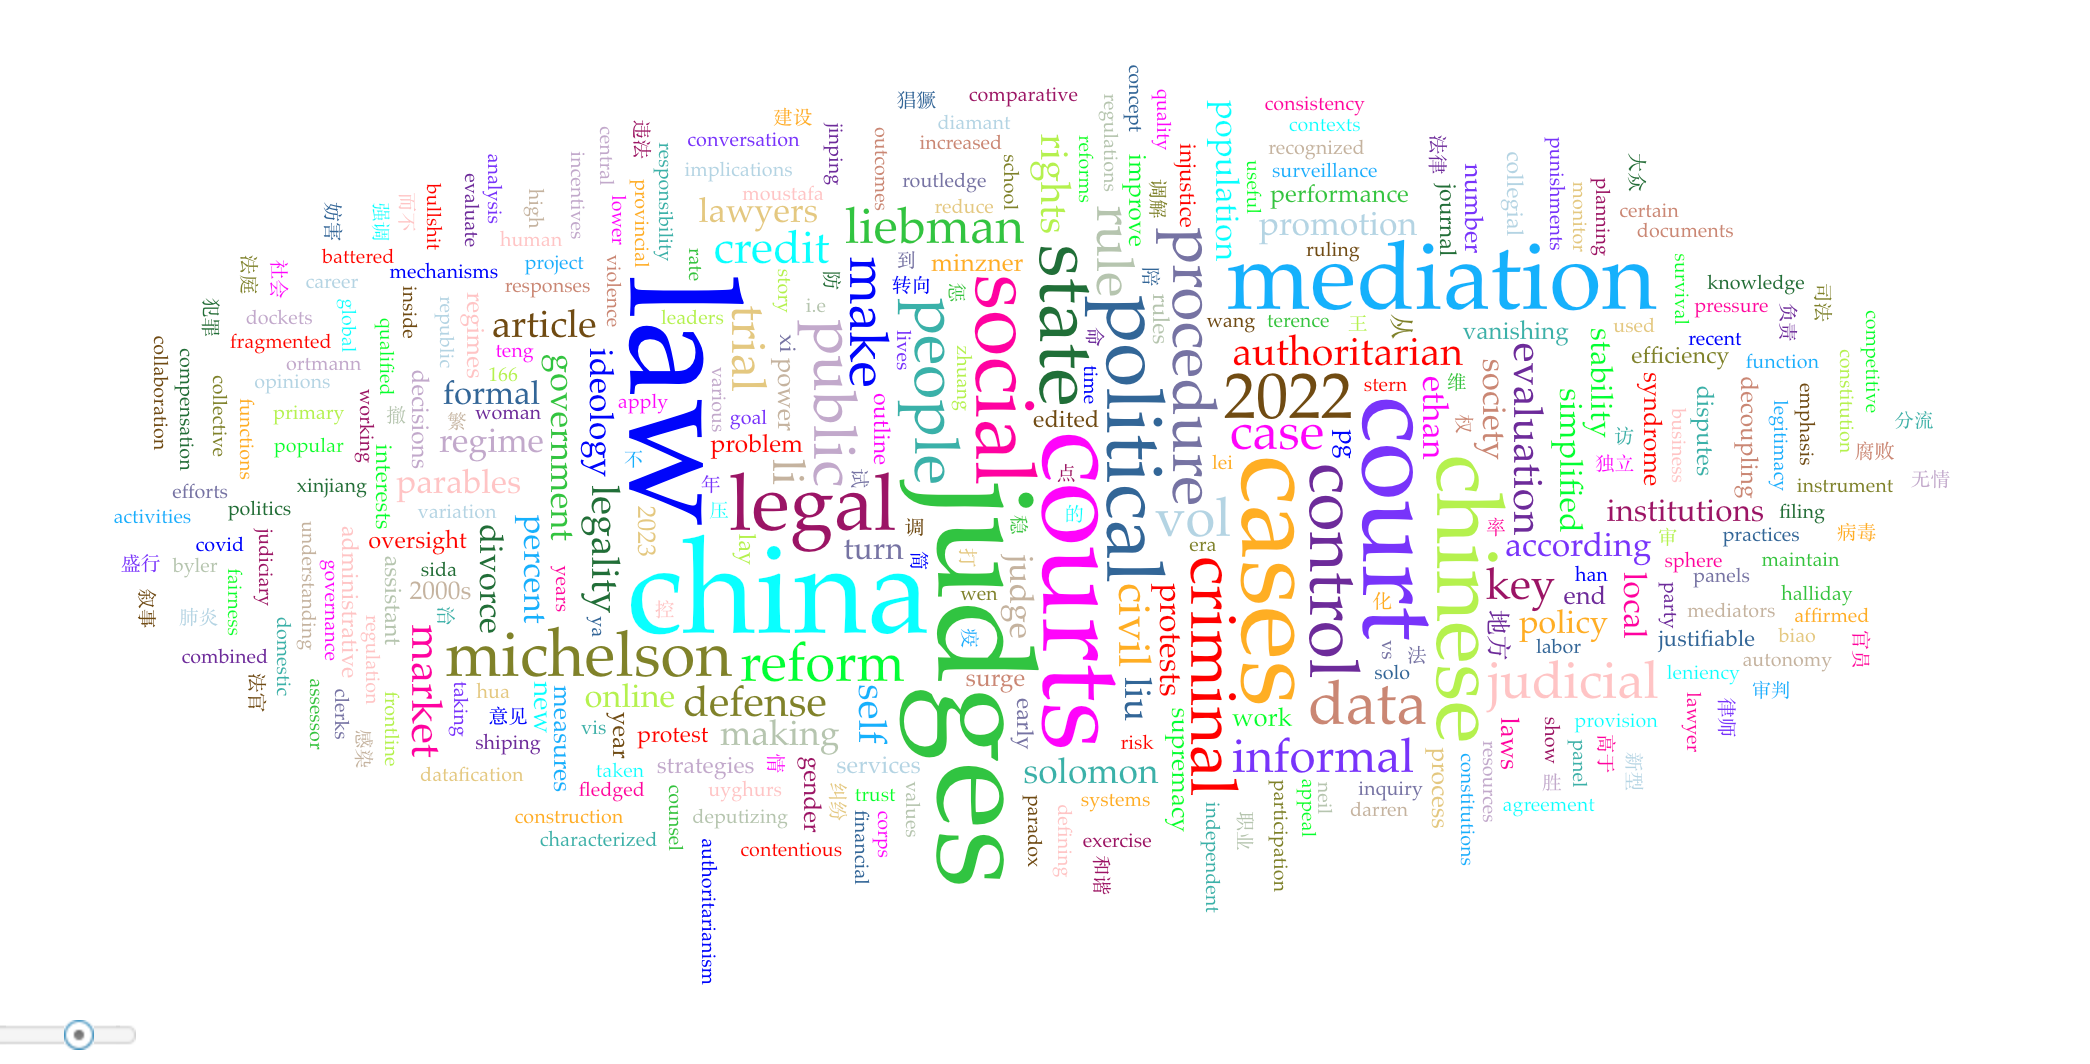 concept
comparative
猖獗
quality
regulations
consistency
建设
diamant
contexts
违法
jinping
conversation
outcomes
increased
rights
reforms
population
recognized
central
responsibility
implications
school
improve
injustice
surveillance
法律
number
collegial
punishments
大众
analysis
incentives
provincial
moustafa
routledge
调解
useful
performance
journal
monitor
planning
certain
bullshit
evaluate
high
lower
lawyers
reduce
rule
procedure
promotion
documents
妨害
强调
而不
human
credit
liebman
state
ruling
battered
mechanisms
project
violence
rate
story
防
make
到
minzner
陪
mediation
survival
knowledge
法庭
社会
career
inside
responses
law
转向
惩
social
political
rules
pressure
负责
司法
犯罪
dockets
global
republic
regimes
article
leaders
trial
i.e
public
people
命
wang
terence
王
从
vanishing
used
recent
competitive
fragmented
qualified
teng
ideology
xi
lives
authoritarian
evaluation
stability
efficiency
function
collaboration
compensation
ortmann
opinions
166
government
power
zhuang
time
2022
stern
ethan
维
society
simplified
syndrome
disputes
decoupling
constitution
collective
functions
primary
working
撤
decisions
formal
繁
woman
apply
various
goal
outline
edited
case
pg
court
权
访
business
legitimacy
emphasis
分流
popular
interests
regime
不
problem
li
试
courts
点
lei
cases
control
chinese
独立
腐败
efforts
xinjiang
parables
legality
年
legal
judges
的
vol
率
institutions
instrument
无情
activities
politics
variation
divorce
percent
2023
压
调
稳
审
filing
covid
judiciary
understanding
administrative
oversight
lay
turn
简
打
judge
era
according
practices
病毒
盛行
byler
fairness
governance
assistant
sida
years
china
criminal
key
han
sphere
panels
maintain
叙事
肺炎
domestic
regulation
2000s
治
ya
控
疫
wen
civil
protests
化
end
local
party
mediators
halliday
affirmed
combined
market
michelson
reform
liu
vs
法
地方
policy
labor
justifiable
biao
官员
法官
assessor
clerks
frontline
taking
hua
new
measures
online
defense
self
surge
early
solo
data
judicial
leniency
autonomy
审判
感染
意见
shiping
vis
year
protest
making
risk
supremacy
work
informal
process
constitutions
laws
show
provision
lawyer
律师
datafication
taken
strategies
情
gender
services
solomon
resources
panel
高于
新型
fledged
counsel
uyghurs
纠纷
trust
values
paradox
systems
independent
participation
appeal
neil
inquiry
胜
construction
deputizing
financial
corps
defining
职业
darren
agreement
characterized
authoritarianism
contentious
exercise
和谐